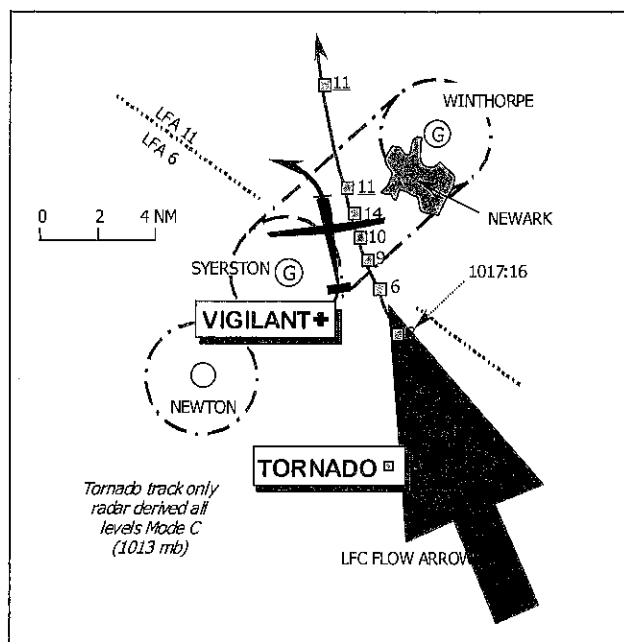 11
WINTHORPE
LFA 11
LFA 6
G
0 2 4 NM
11
NEWARK
14
10
SYERSTON
G
9
6
1017:16
VIGILANT+
NEWTON
TORNADO
Tornado track only
radar derived all
levels Mode C
(1013 mb)
LFC FLOW ARROW